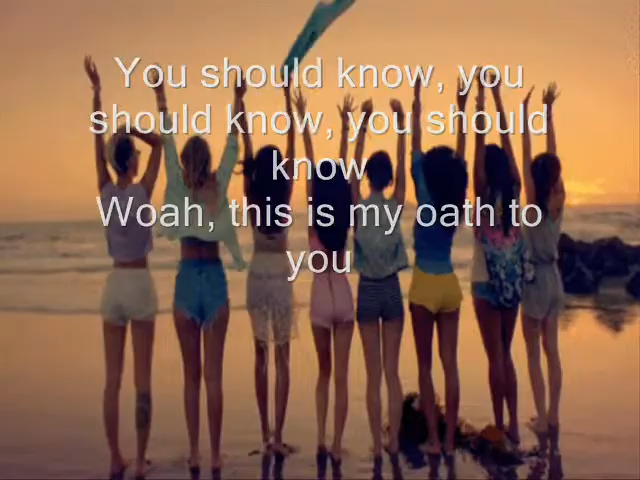 You should know, you
should know, you should
know
Woah, this is my oath to
you